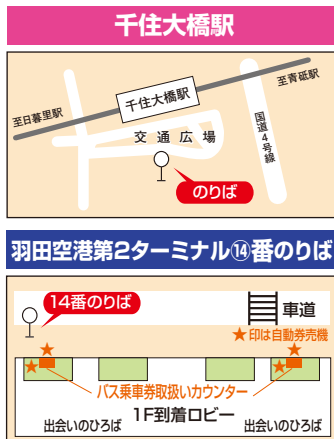 千住大橋駅
至青砥駅
千住大橋駅
至日暮里駅
交通広場
国道4号線
のりば
羽田空港第2ターミナル⑭番のりば
14番のりば
車道
★印は自動券売機
バス乗車券取扱いカウンター
1F到着ロビー
出会いのひろば
出会いのひろば